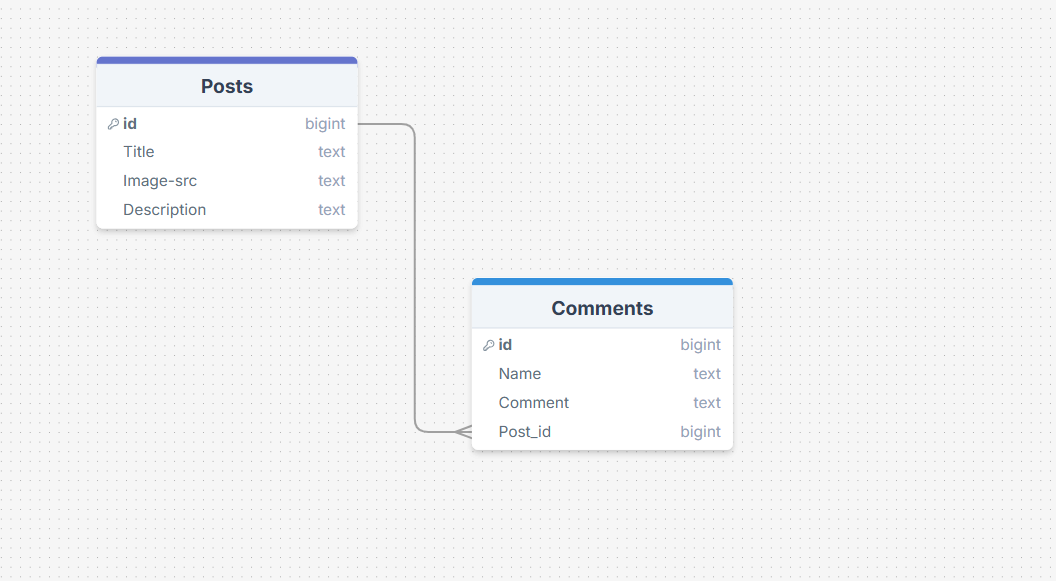 Posts
id bigint
Title text
Image-src text
Description text
Comments
id bigint
Name text
Comment text
Post_id bigint